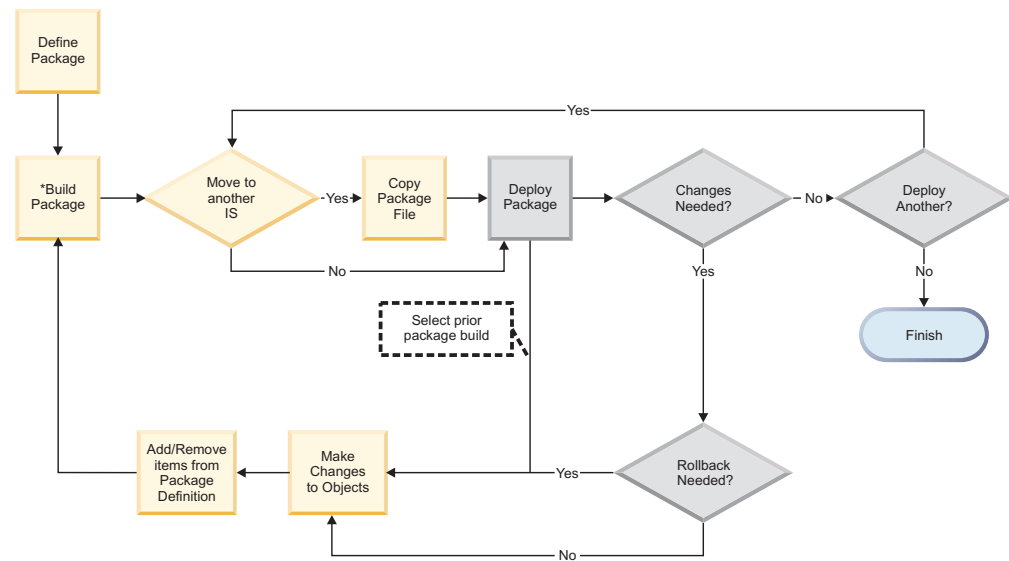 Define
Package
Yes
*Build
Package
Move to
another
IS
Yes
Copy
Package
File
Deploy
Package
Changes
Needed?
No
Deploy
Another?
No
Yes
No
Select prior
package build
Finish
Add/Remove
items from
Package
Definition
Make
Changes
to Objects
Yes
Rollback
Needed?
No